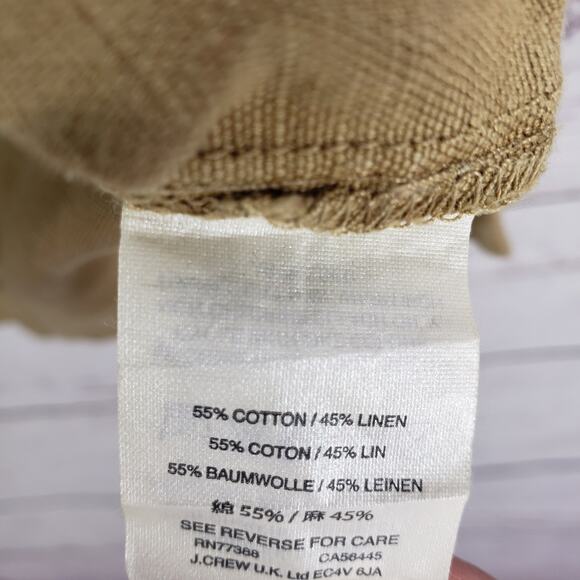 55% COTTON / 45% LINEN
55% COTON / 45% LIN
55% BAUMWOLLE / 45% LEINEN
綿 55% / 麻 45%
SEE REVERSE FOR CARE
RN77388 CA56445
J.CREW U.K. Ltd EC4V 6JA